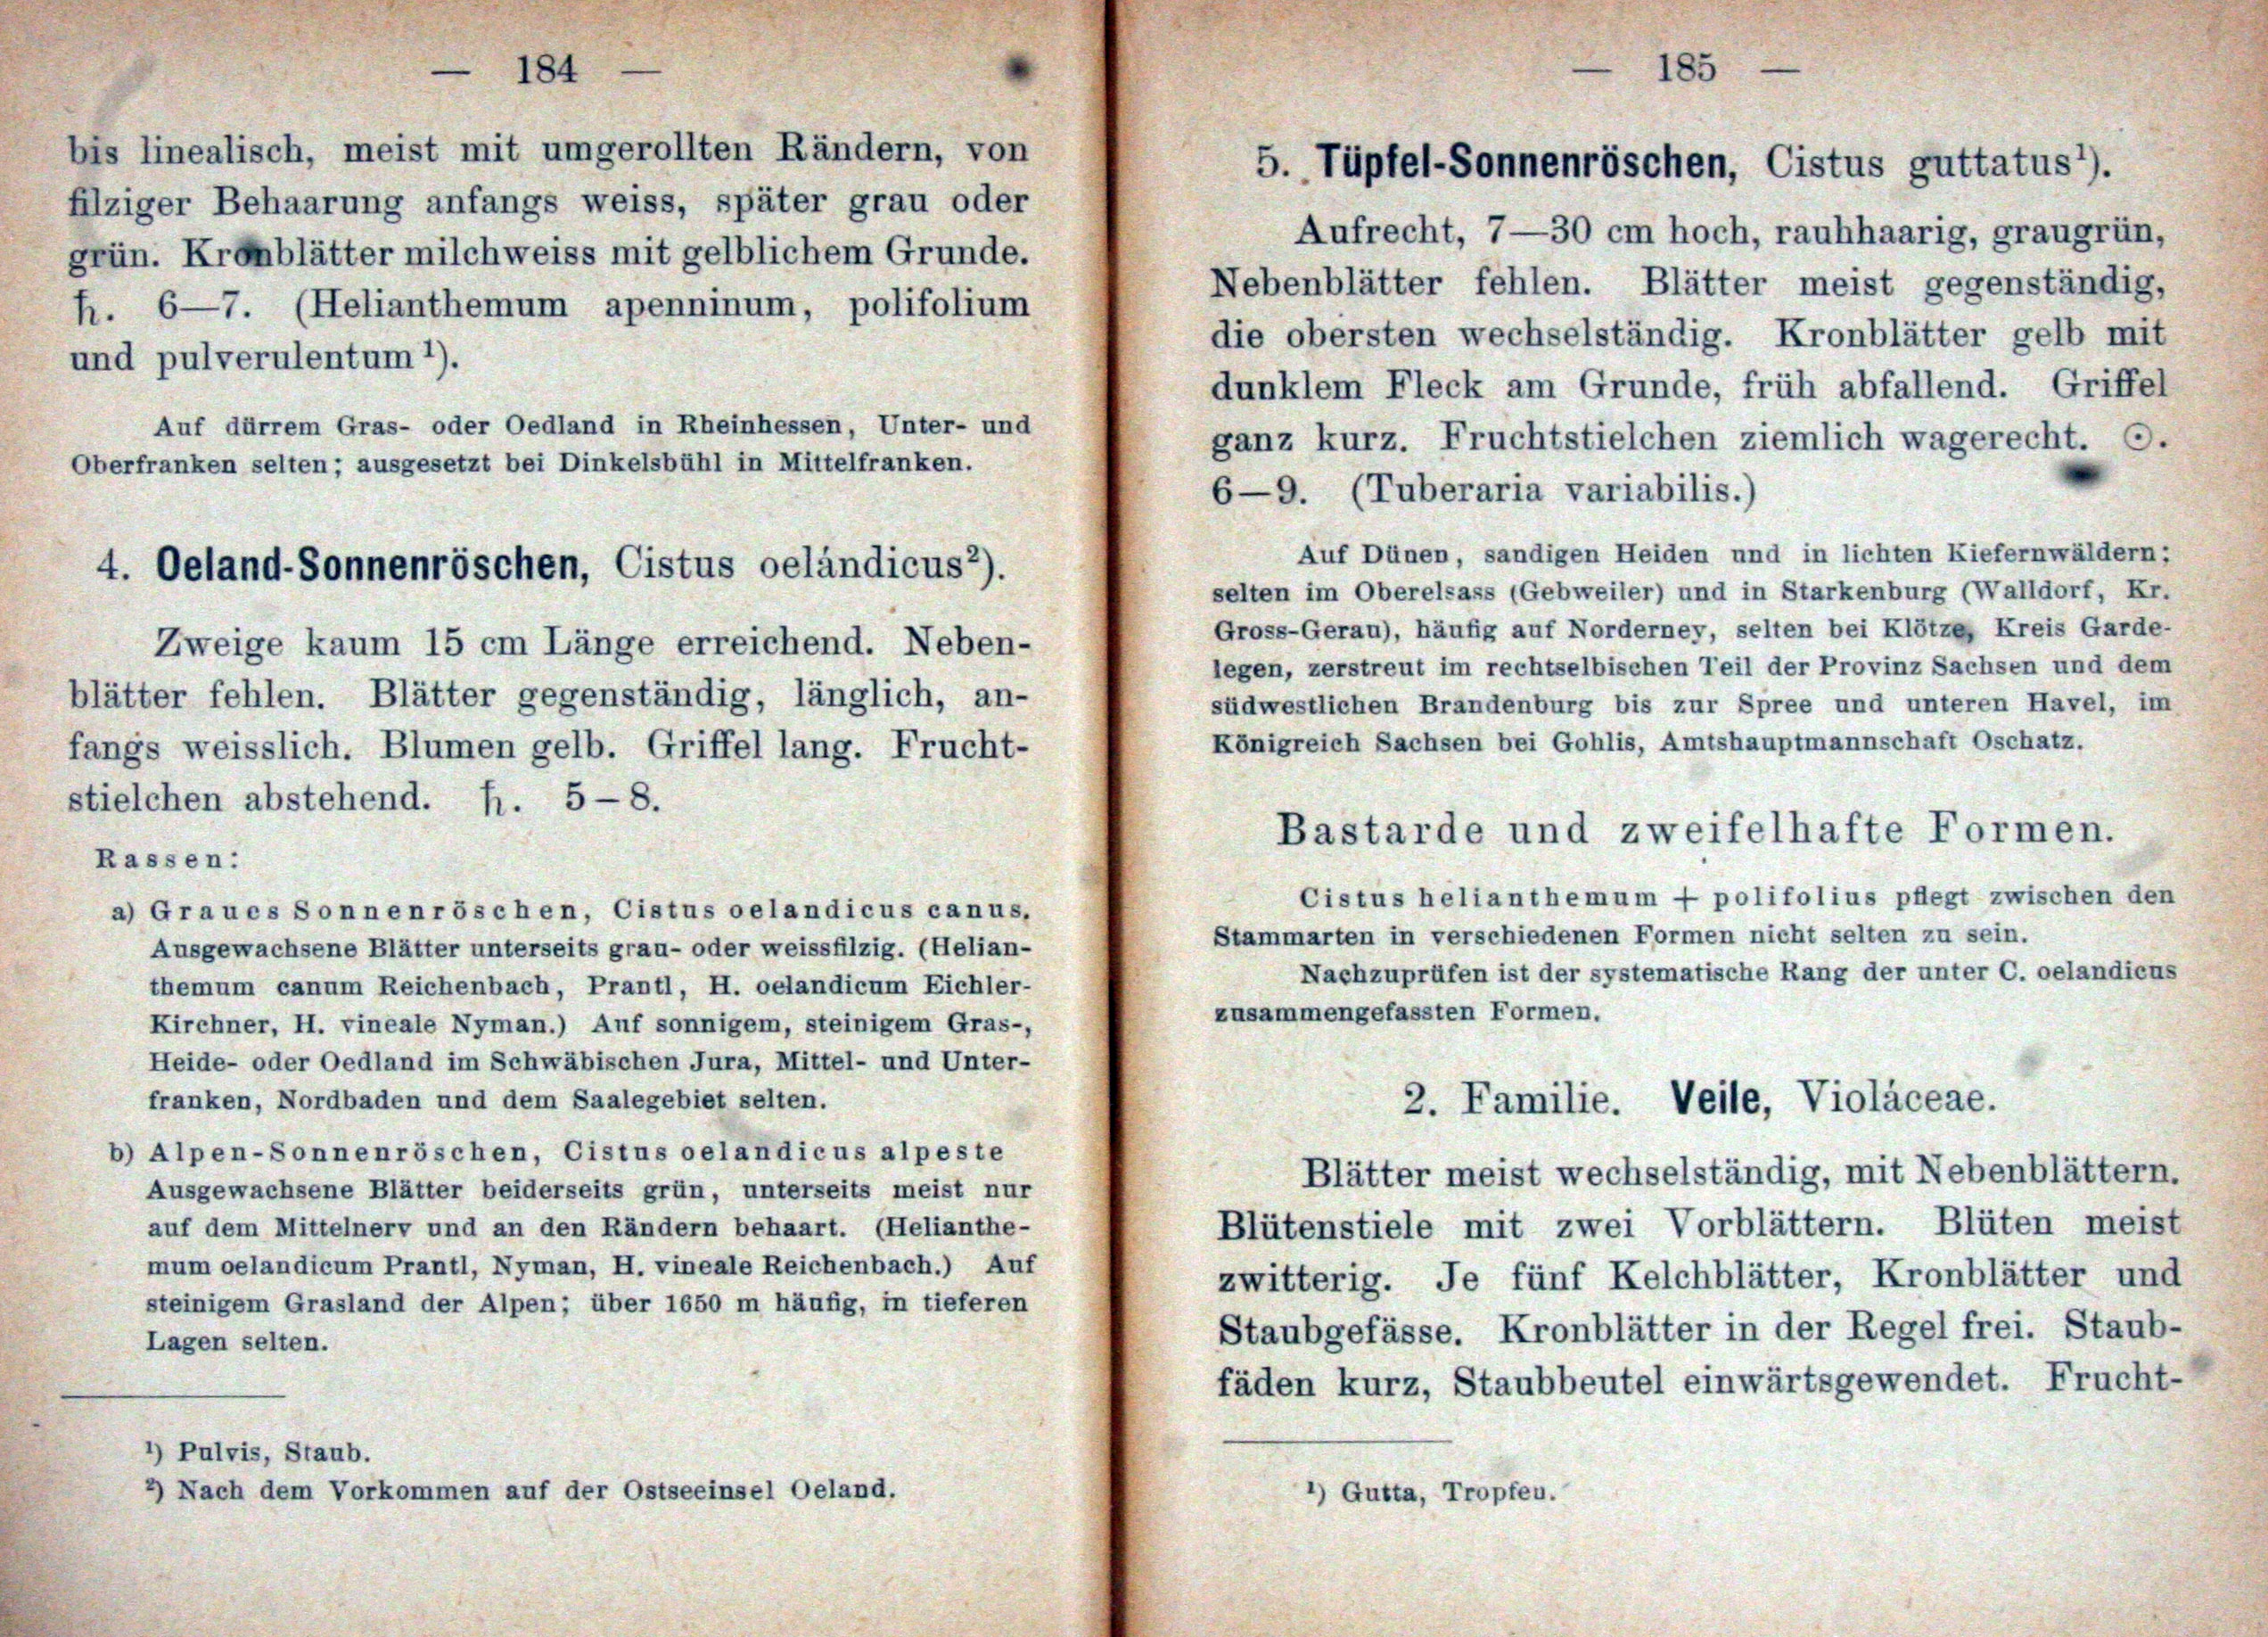 — 184 —
bis linealisch, meist mit umgerollten Rändern, von
filziger Behaarung anfangs weiss, später grau oder
grün. Kronblätter milchweiss mit gelblichem Grunde.
♄. 6—7. (Helianthemum apenninum, polifolium
und pulverulentum ¹).
Auf dürrem Gras- oder Oedland in Rheinhessen, Unter- und
Oberfranken selten; ausgesetzt bei Dinkelsbühl in Mittelfranken.
4. Oeland-Sonnenröschen, Cistus oelándicus²).
Zweige kaum 15 cm Länge erreichend. Neben-
blätter fehlen. Blätter gegenständig, länglich, an-
fangs weisslich. Blumen gelb. Griffel lang. Frucht-
stielchen abstehend. ♄. 5–8.
Rassen:
a) Graues Sonnenröschen, Cistus oelandicus canus.
Ausgewachsene Blätter unterseits grau- oder weissfilzig. (Helian-
themum canum Reichenbach, Prantl, H. oelandicum Eichler-
Kirchner, H. vineale Nyman.) Auf sonnigem, steinigem Gras-,
Heide- oder Oedland im Schwäbischen Jura, Mittel- und Unter-
franken, Nordbaden und dem Saalegebiet selten.
b) Alpen-Sonnenröschen, Cistus oelandicus alpeste
Ausgewachsene Blätter beiderseits grün, unterseits meist nur
auf dem Mittelnerv und an den Rändern behaart. (Helianthe-
mum oelandicum Prantl, Nyman, H. vineale Reichenbach.) Auf
steinigem Grasland der Alpen; über 1650 m häufig, in tieferen
Lagen selten.
¹) Pulvis, Staub.
²) Nach dem Vorkommen auf der Ostseeinsel Oeland.
— 185 —
5. Tüpfel-Sonnenröschen, Cistus guttatus¹).
Aufrecht, 7—30 cm hoch, rauhhaarig, graugrün,
Nebenblätter fehlen. Blätter meist gegenständig,
die obersten wechselständig. Kronblätter gelb mit
dunklem Fleck am Grunde, früh abfallend. Griffel
ganz kurz. Fruchtstielchen ziemlich wagerecht. ⊙.
6—9. (Tuberaria variabilis.)
Auf Dünen, sandigen Heiden und in lichten Kiefernwäldern;
selten im Oberelsass (Gebweiler) und in Starkenburg (Walldorf, Kr.
Gross-Gerau), häufig auf Norderney, selten bei Klötze, Kreis Garde-
legen, zerstreut im rechtselbischen Teil der Provinz Sachsen und dem
südwestlichen Brandenburg bis zur Spree und unteren Havel, im
Königreich Sachsen bei Gohlis, Amtshauptmannschaft Oschatz.
Bastarde und zweifelhafte Formen.
Cistus helianthemum + polifolius pflegt zwischen den
Stammarten in verschiedenen Formen nicht selten zu sein.
Nachzuprüfen ist der systematische Rang der unter C. oelandicus
zusammengefassten Formen.
2. Familie. Veile, Violáceae.
Blätter meist wechselständig, mit Nebenblättern.
Blütenstiele mit zwei Vorblättern. Blüten meist
zwitterig. Je fünf Kelchblätter, Kronblätter und
Staubgefässe. Kronblätter in der Regel frei. Staub-
fäden kurz, Staubbeutel einwärtsgewendet. Frucht-
¹) Gutta, Tropfen.